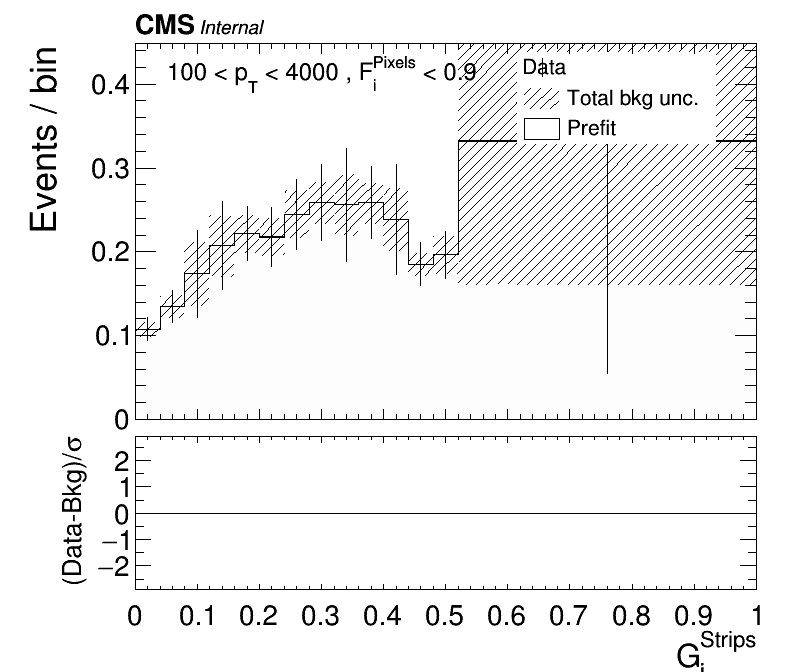 CMS Internal
100 < p_T < 4000 , F_i^Pixels < 0.9
Data
Total bkg unc.
Prefit
Events / bin
0.4
0.3
0.2
0.1
0
(Data-Bkg)/σ
2
1
0
−1
−2
0 0.1 0.2 0.3 0.4 0.5 0.6 0.7 0.8 0.9 1
G_i^Strips